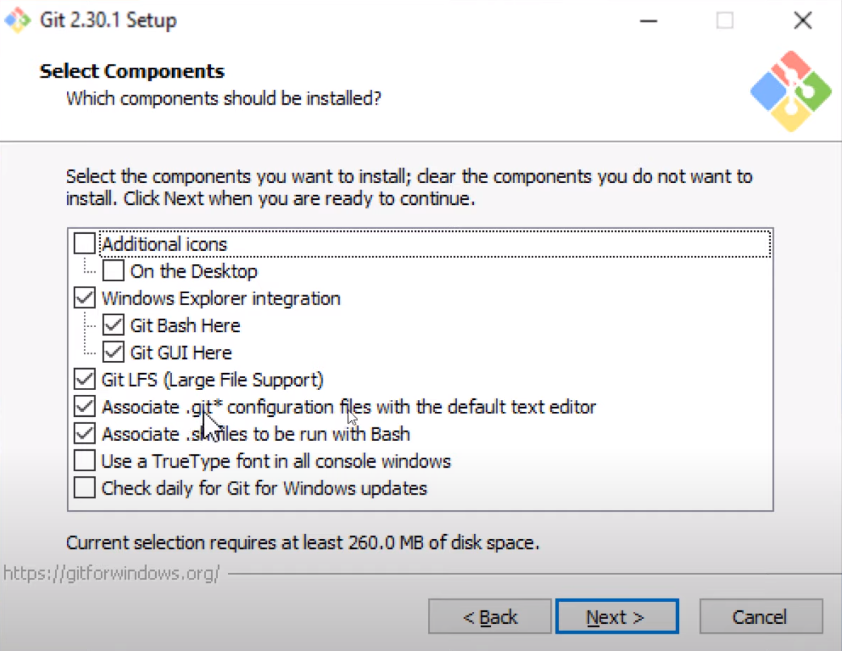 Git 2.30.1 Setup
Select Components
Which components should be installed?
Select the components you want to install; clear the components you do not want to
install. Click Next when you are ready to continue.
Additional icons
On the Desktop
Windows Explorer integration
Git Bash Here
Git GUI Here
Git LFS (Large File Support)
Associate .git* configuration files with the default text editor
Associate .sh files to be run with Bash
Use a TrueType font in all console windows
Check daily for Git for Windows updates
Current selection requires at least 260.0 MB of disk space.
https://gitforwindows.org/
< Back
Next >
Cancel